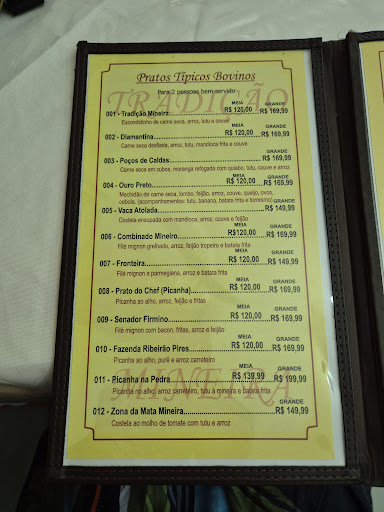 Pratos Típicos Bovinos
Para 2 pessoas bem servido
TRADIÇÃO
MEIA GRANDE
001 - Tradição Mineira R$ 120,00 R$ 169,99
Escondidinho de carne seca, arroz, tutu a couve
MEIA GRANDE
002 - Diamantina R$ 120,00 R$ 169,99
Carne seca desfiada, arroz, tutu, mandioca frita e couve
MEIA GRANDE
003 - Poços de Caldas R$ 120,00 R$ 169,99
Carne seca em cubos, moranga refogada com quiabo, tutu, couve e arroz
MEIA GRANDE
004 - Ouro Preto R$ 120,00 R$ 169,99
Mechidão de carne seca, lombo, feijão, arroz, couve, queijo, ovos,
cebola, (acompanhamentos: tutu, banana, batata frita e torresmo)
GRANDE
005 - Vaca Atolada R$ 149,99
Costela ensopada com mandioca, arroz, couve e feijão
MEIA GRANDE
006 - Combinado Mineiro R$120,00 R$ 169,99
Filé mignon grelhado, arroz, feijão tropeiro e batata frita
MEIA GRANDE
007 - Fronteira R$ 120,00 R$ 169,99
Filé mignon a parmegiana, arroz e batata frita
MEIA GRANDE
008 - Prato do Chef (Picanha) R$ 120,00 R$ 169,99
Picanha ao alho, arroz, feijão e fritas
MEIA GRANDE
009 - Senador Firmino R$ 120,00 R$ 169,99
Filé mignon com bacon, fritas, arroz e feijão
MEIA GRANDE
010 - Fazenda Ribeirão Pires R$ 120,00 R$ 169,99
Picanha ao alho, purê e arroz carreteiro
MEIA GRANDE
011 - Picanha na Pedra R$ 139,99 R$ 199,99
Picanha no alho, arroz carreteiro, tutu à mineira e batata frita
MINEIRA
GRANDE
012 - Zona da Mata Mineira R$ 149,99
Costela ao molho de tomate com tutu e arroz